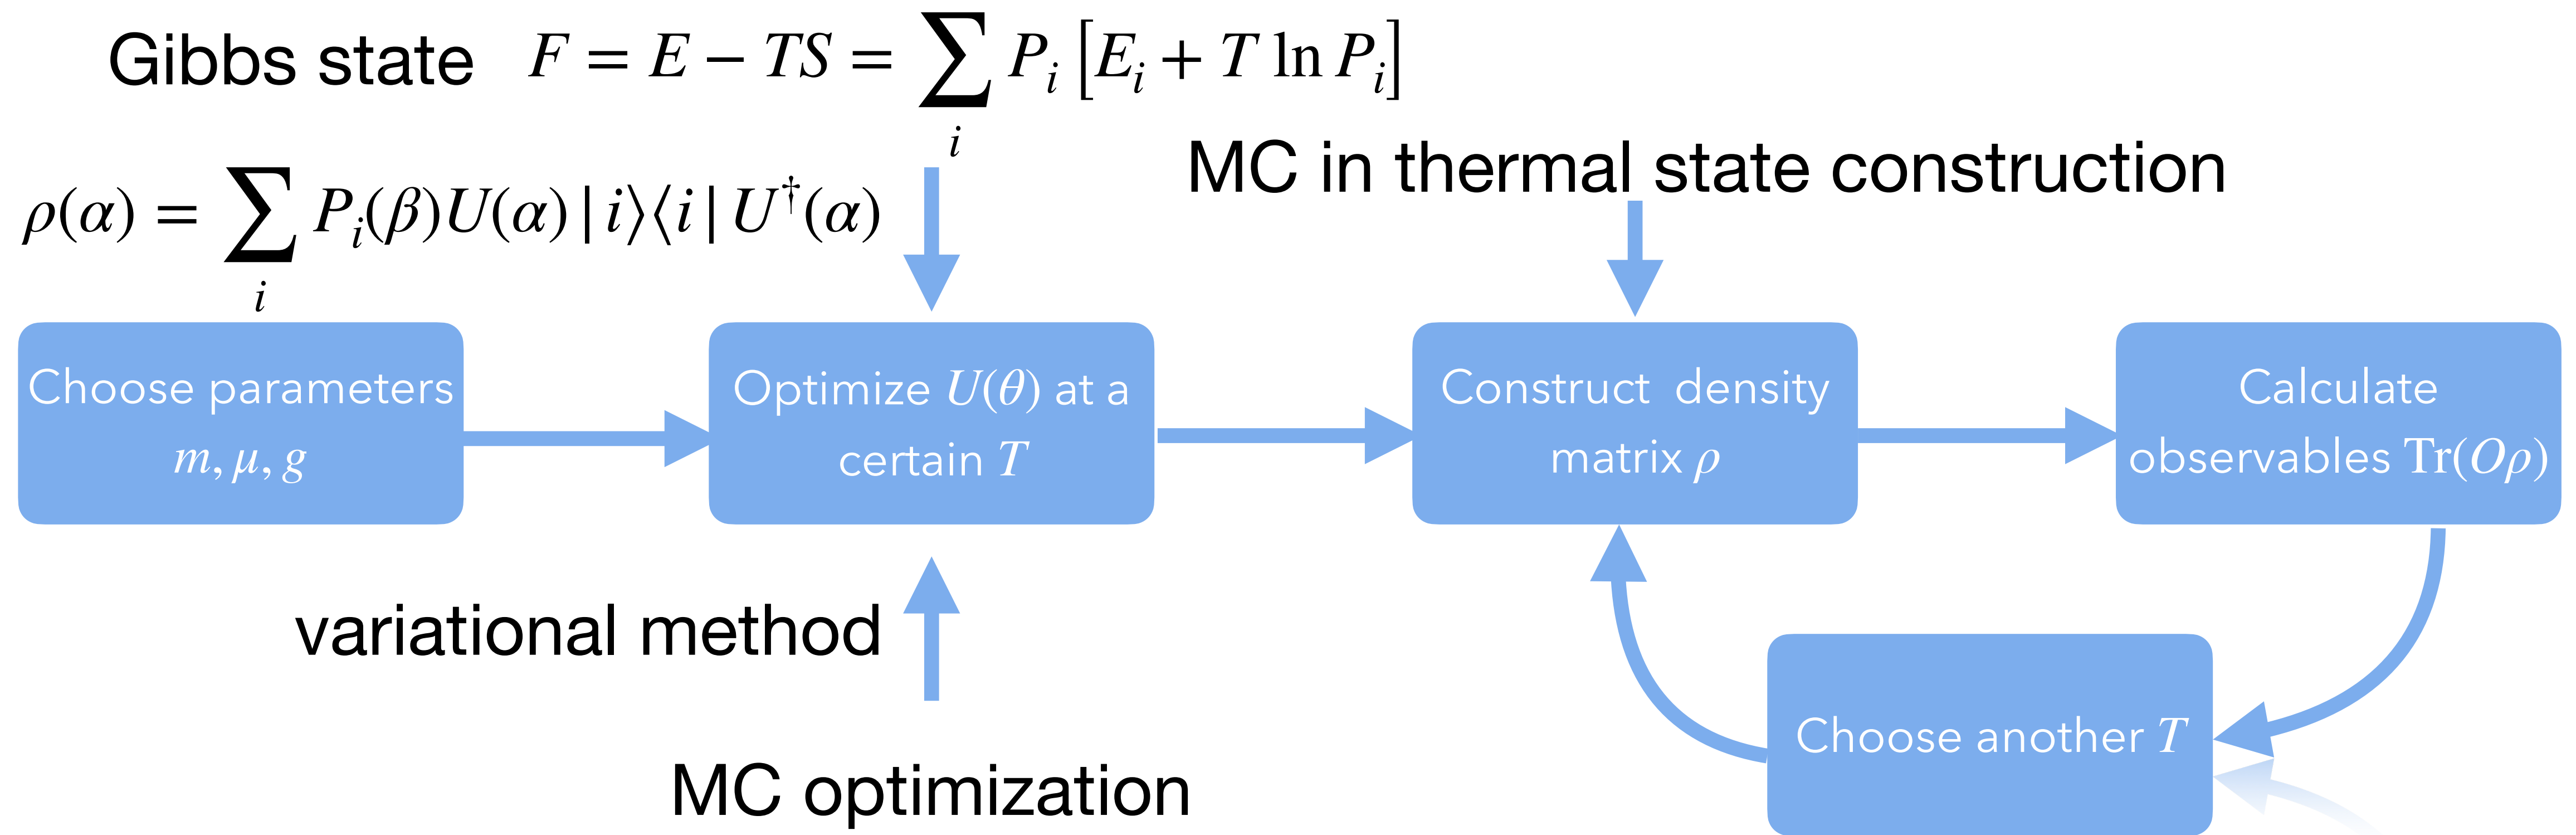 Gibbs state F = E − TS = ∑_i P_i [E_i + T ln P_i]
ρ(α) = ∑_i P_i(β)U(α)|i⟩⟨i|U†(α)
MC in thermal state construction
Choose parameters
m, μ, g
Optimize U(θ) at a
certain T
Construct density
matrix ρ
Calculate
observables Tr(Oρ)
variational method
MC optimization
Choose another T